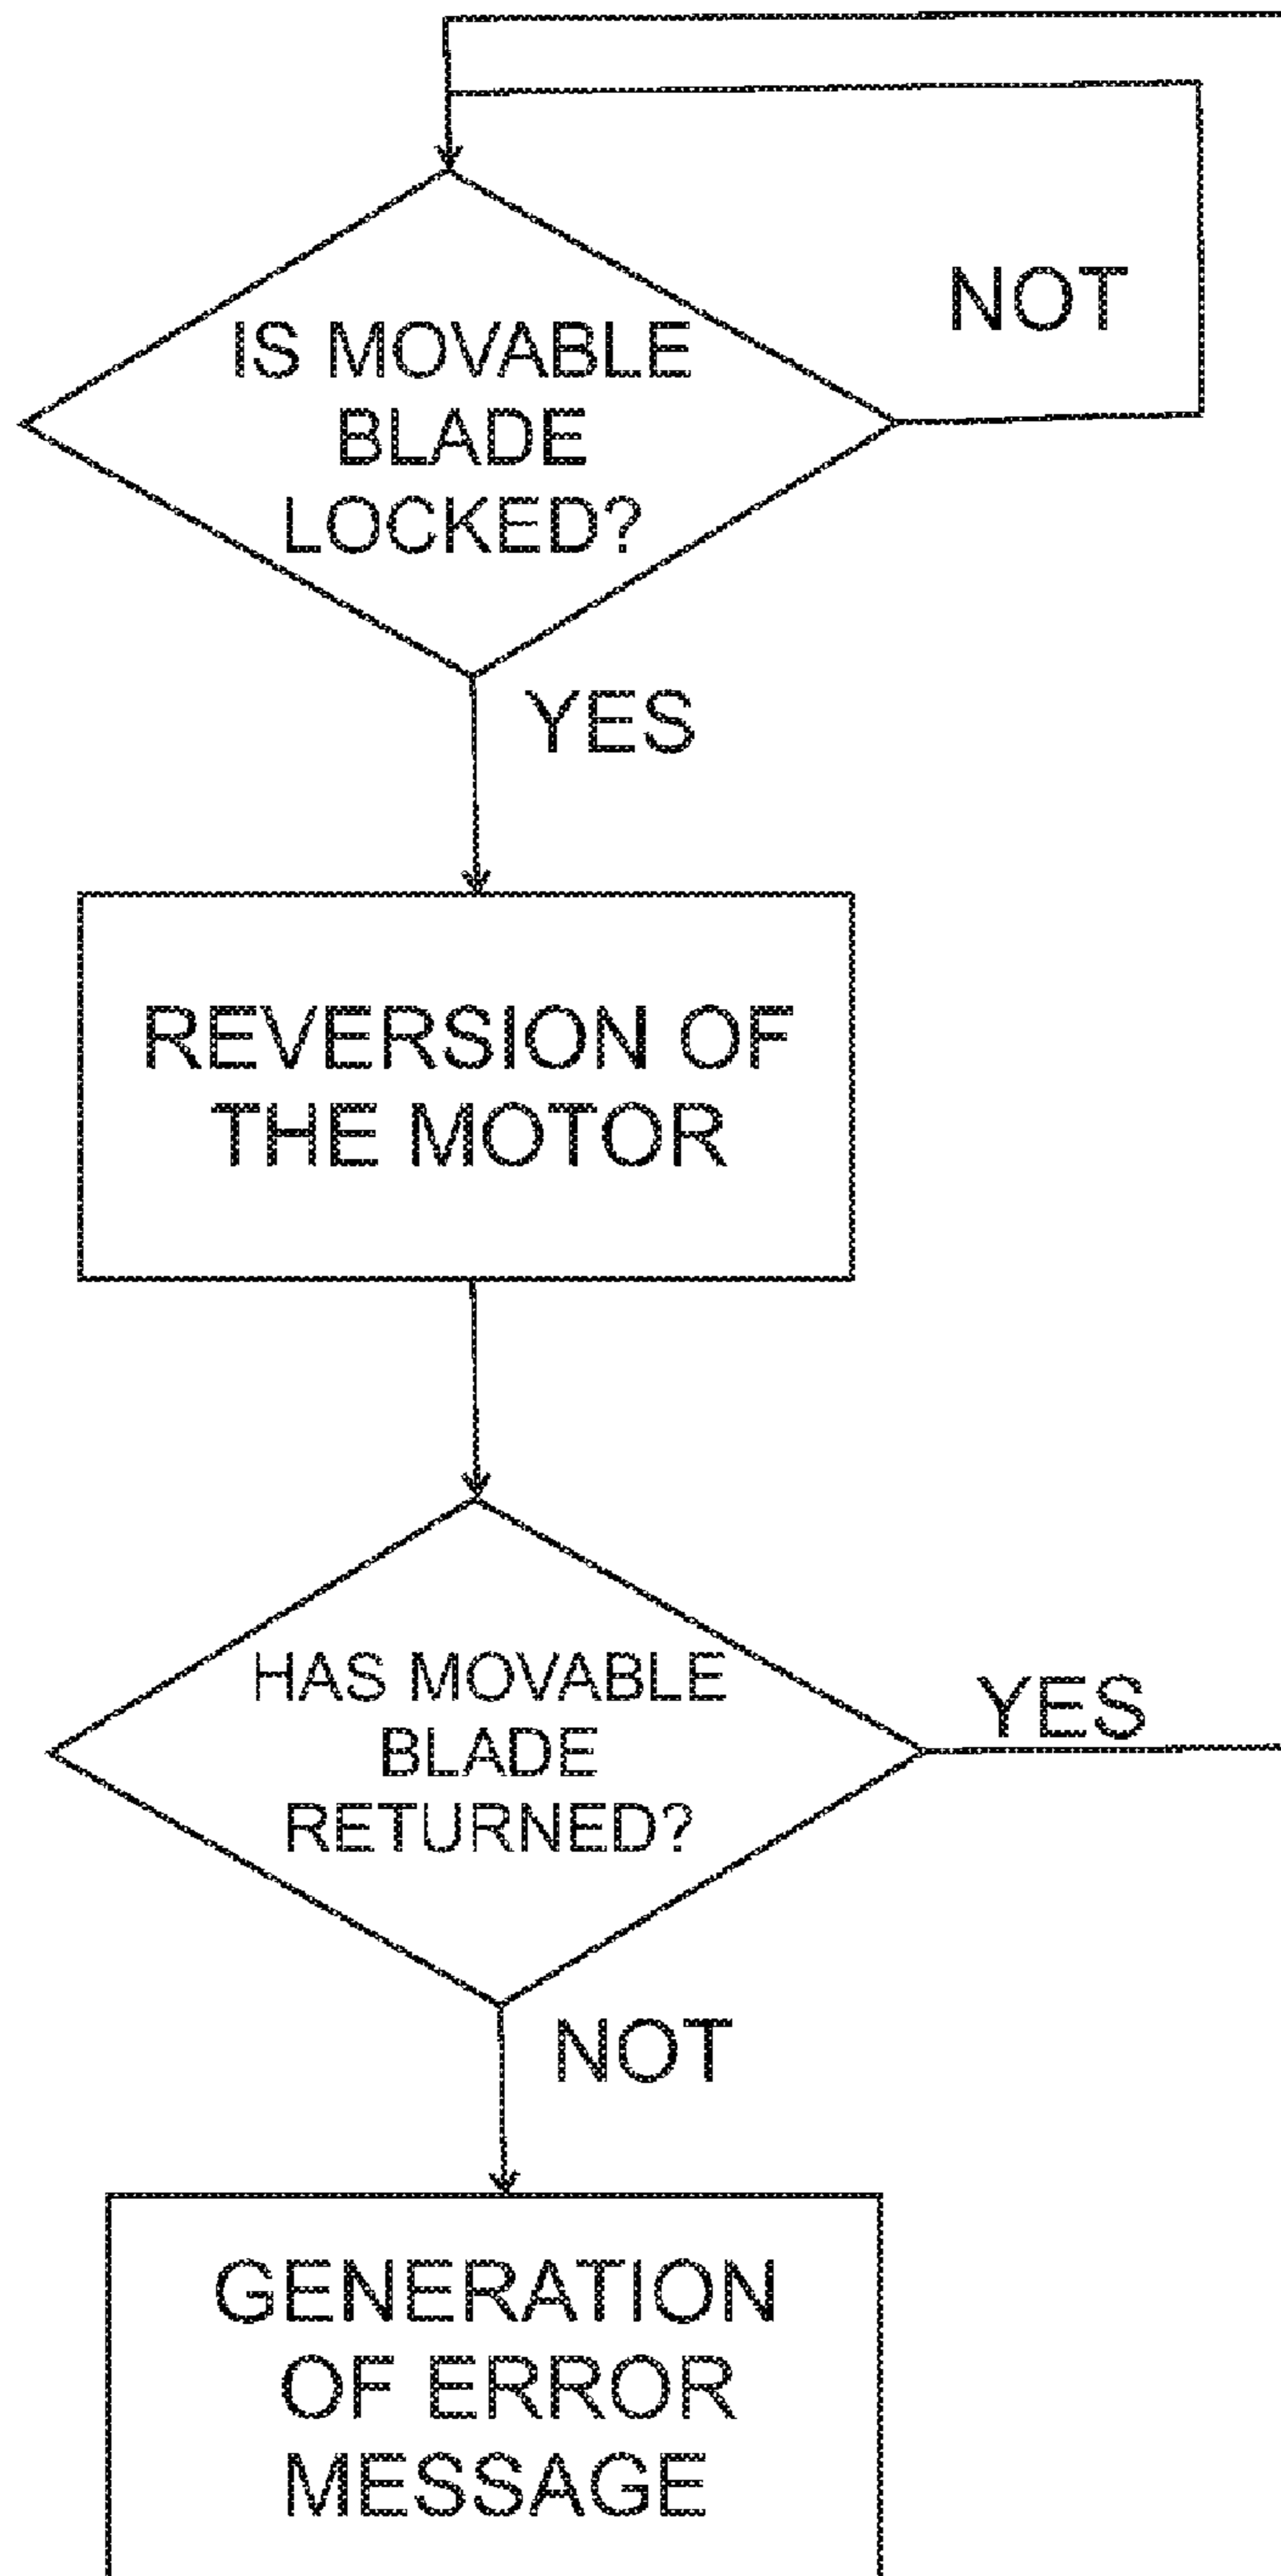 NOT
IS MOVABLE
BLADE
LOCKED?
YES
REVERSION OF
THE MOTOR
HAS MOVABLE
BLADE
RETURNED?
YES
NOT
GENERATION
OF ERROR
MESSAGE